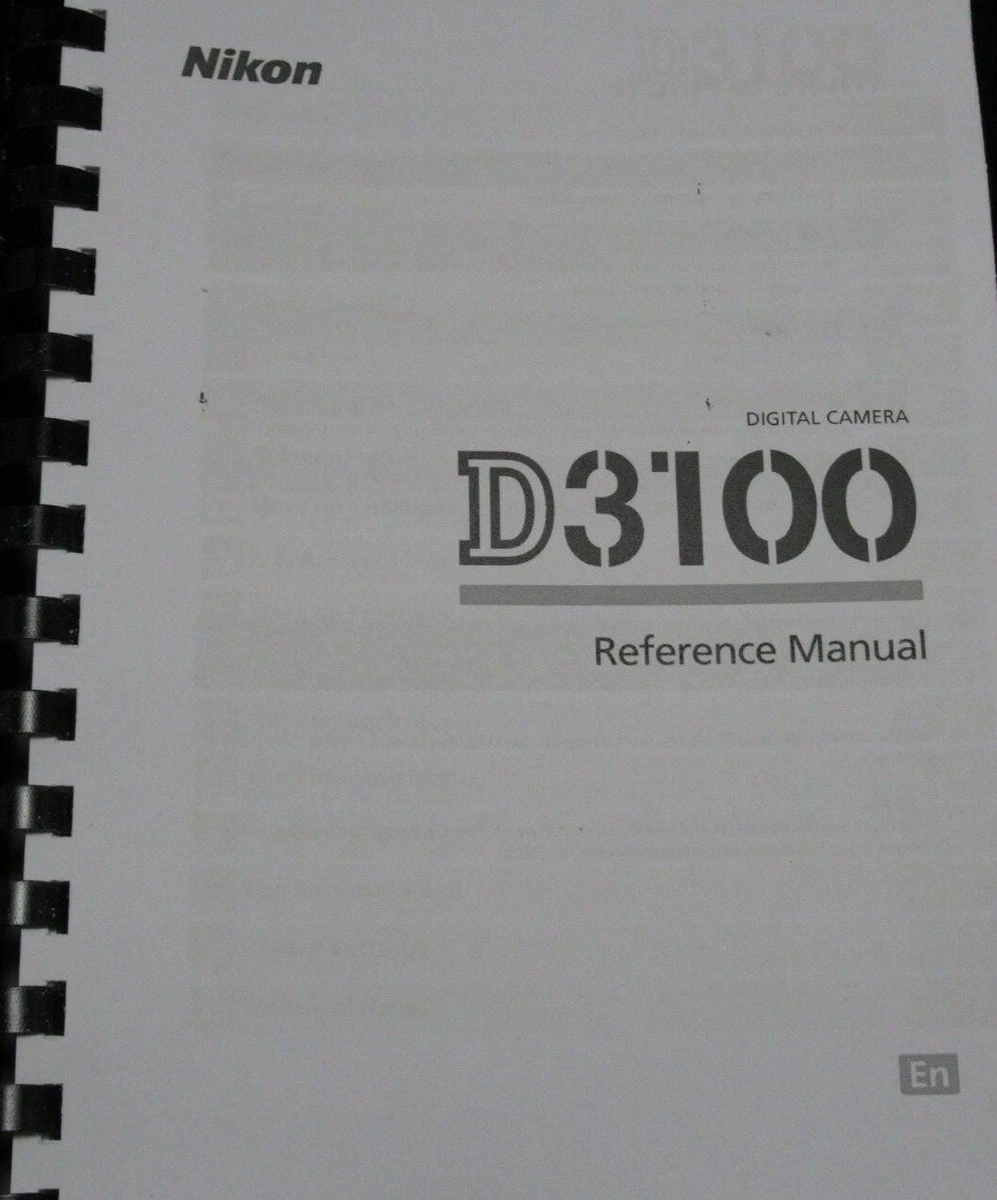 Nikon
DIGITAL CAMERA
D3100
Reference Manual
En